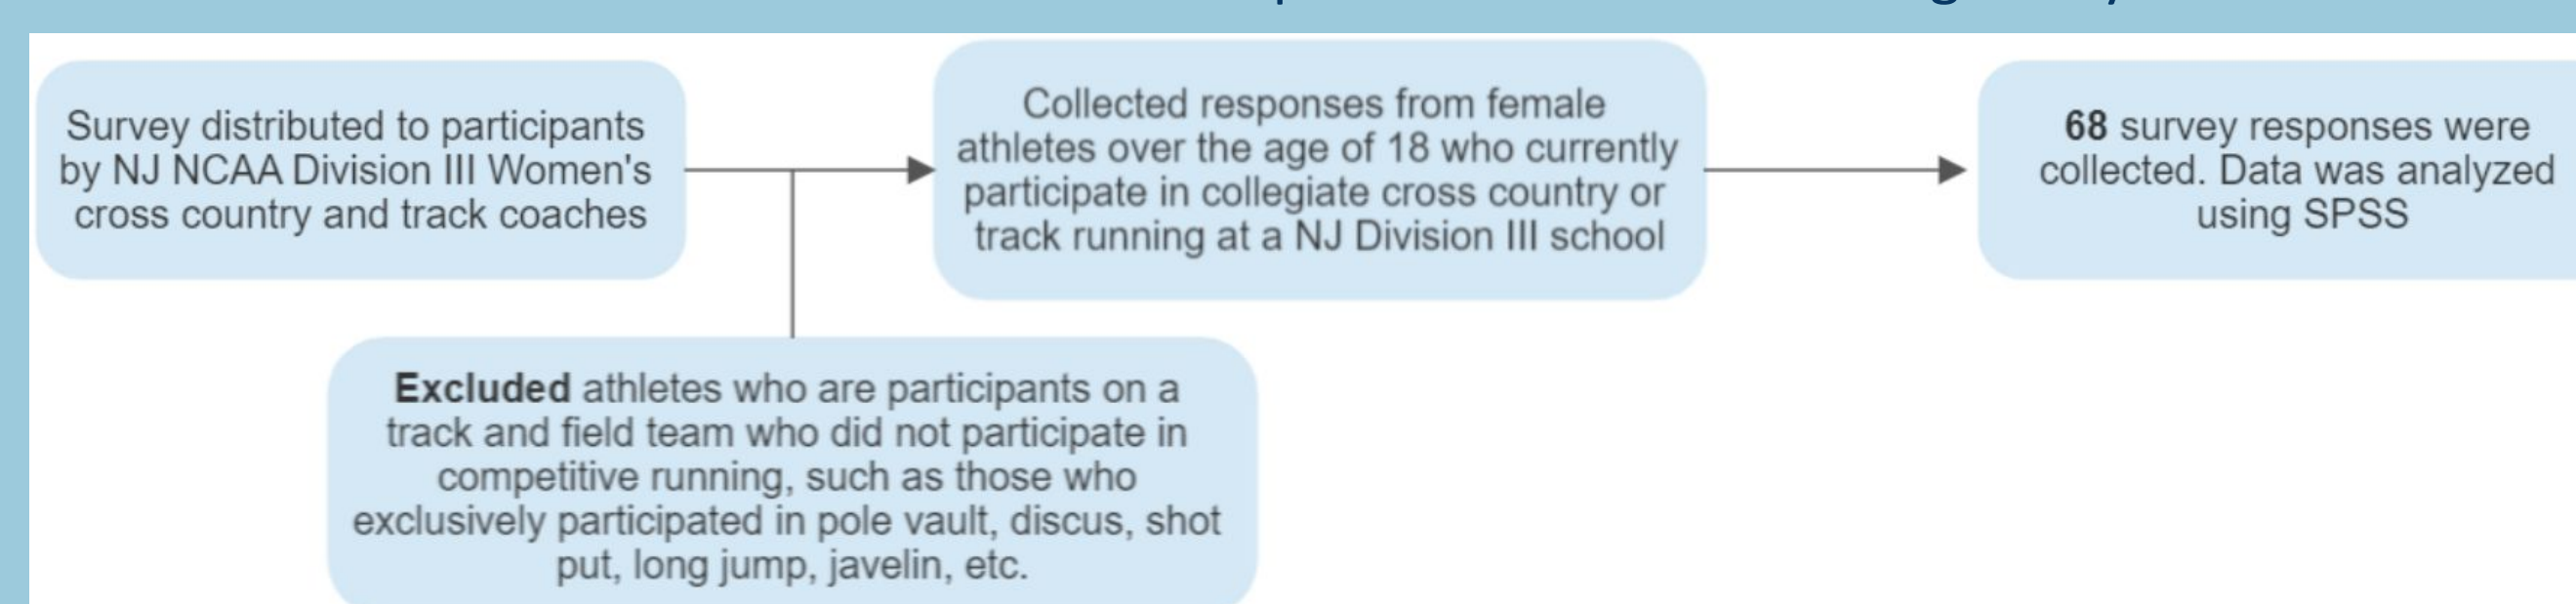 Survey distributed to participants
by NJ NCAA Division III Women's
cross country and track coaches
Collected responses from female
athletes over the age of 18 who currently
participate in collegiate cross country or
track running at a NJ Division III school
68 survey responses were
collected. Data was analyzed
using SPSS
Excluded athletes who are participants on a
track and field team who did not participate in
competitive running, such as those who
exclusively participated in pole vault, discus, shot
put, long jump, javelin, etc.